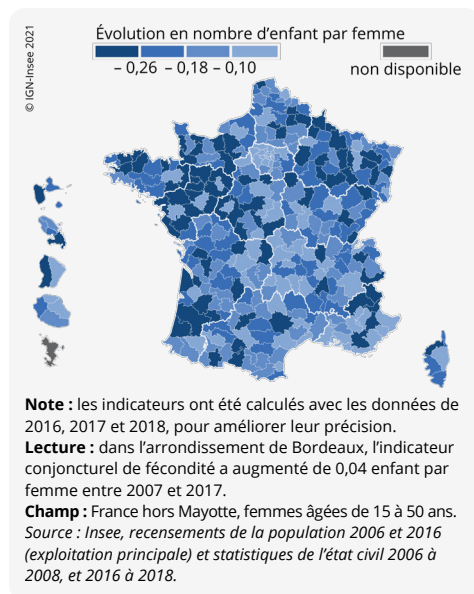 © IGN-Insee 2021
Évolution en nombre d’enfant par femme
– 0,26 – 0,18 – 0,10
non disponible
Note : les indicateurs ont été calculés avec les données de
2016, 2017 et 2018, pour améliorer leur précision.
Lecture : dans l’arrondissement de Bordeaux, l’indicateur
conjoncturel de fécondité a augmenté de 0,04 enfant par
femme entre 2007 et 2017.
Champ : France hors Mayotte, femmes âgées de 15 à 50 ans.
Source : Insee, recensements de la population 2006 et 2016
(exploitation principale) et statistiques de l’état civil 2006 à
2008, et 2016 à 2018.